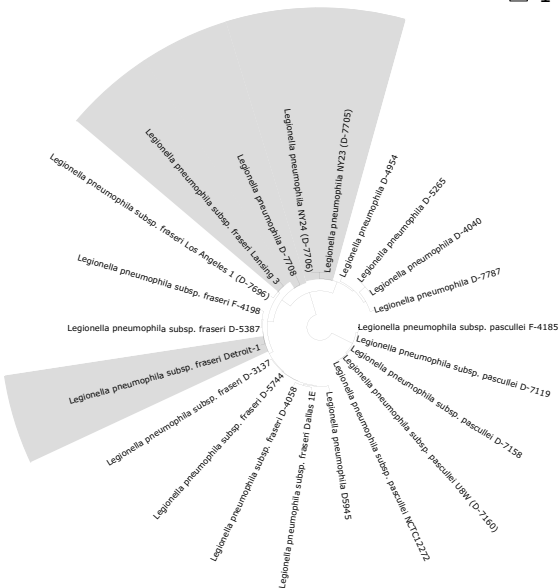 Legionella pneumophila NY23 (D-7705)
Legionella pneumophila D-4954
Legionella pneumophila D-5265
Legionella pneumophila D-4040
Legionella pneumophila D-7787
Legionella pneumophila subsp. pascullei F-4185
Legionella pneumophila subsp. pascullei D-7119
Legionella pneumophila subsp. pascullei D-7158
Legionella pneumophila subsp. pascullei U8W (D-7160)
Legionella pneumophila subsp. pascullei NCTC12272
Legionella pneumophila D5945
Legionella pneumophila subsp. fraseri Dallas 1E
Legionella pneumophila subsp. fraseri D-4058
Legionella pneumophila subsp. fraseri D-5744
Legionella pneumophila subsp. fraseri D-3137
Legionella pneumophila subsp. fraseri Detroit-1
Legionella pneumophila subsp. fraseri D-5387
Legionella pneumophila subsp. fraseri F-4198
Legionella pneumophila subsp. fraseri Los Angeles 1 (D-7696)
Legionella pneumophila subsp. fraseri Lansing 3
Legionella pneumophila D-7708
Legionella pneumophila NY24 (D-7706)